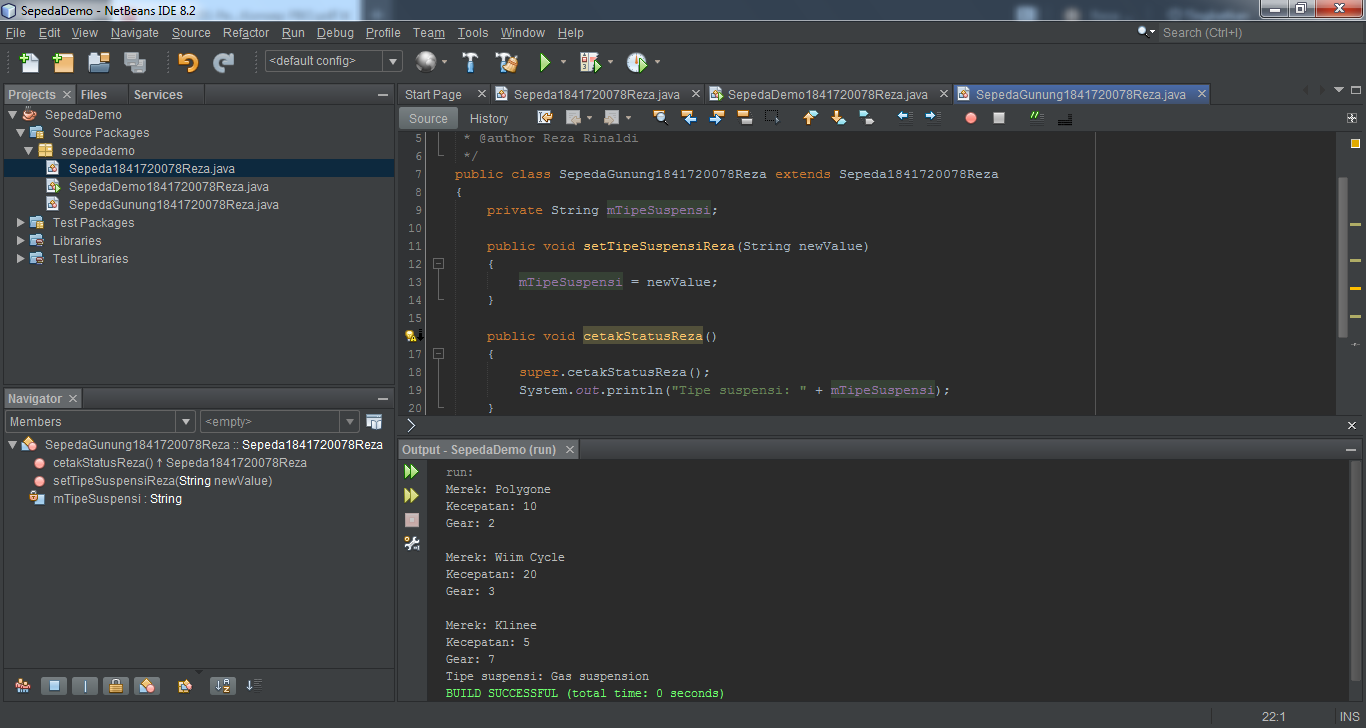 SepedaDemo - NetBeans IDE 8.2
File Edit View Navigate Source Refactor Run Debug Profile Team Tools Window Help
Search (Ctrl+I)
<default config>
Projects Files Services
SepedaDemo
Source Packages
sepedademo
Sepeda1841720078Reza.java
SepedaDemo1841720078Reza.java
SepedaGunung1841720078Reza.java
Test Packages
Libraries
Test Libraries
Navigator
Members <empty>
SepedaGunung1841720078Reza :: Sepeda1841720078Reza
cetakStatusReza() ↑ Sepeda1841720078Reza
setTipeSuspensiReza(String newValue)
mTipeSuspensi : String
Start Page Sepeda1841720078Reza.java SepedaDemo1841720078Reza.java SepedaGunung1841720078Reza.java
Source History
5 * @author Reza Rinaldi
6 */
7 public class SepedaGunung1841720078Reza extends Sepeda1841720078Reza
8 {
9 private String mTipeSuspensi;
10
11 public void setTipeSuspensiReza(String newValue)
12 {
13 mTipeSuspensi = newValue;
14 }
15
public void cetakStatusReza()
17 {
18 super.cetakStatusReza();
19 System.out.println("Tipe suspensi: " + mTipeSuspensi);
20 }
Output - SepedaDemo (run)
run:
Merek: Polygone
Kecepatan: 10
Gear: 2
Merek: Wiim Cycle
Kecepatan: 20
Gear: 3
Merek: Klinee
Kecepatan: 5
Gear: 7
Tipe suspensi: Gas suspension
BUILD SUCCESSFUL (total time: 0 seconds)
22:1 INS